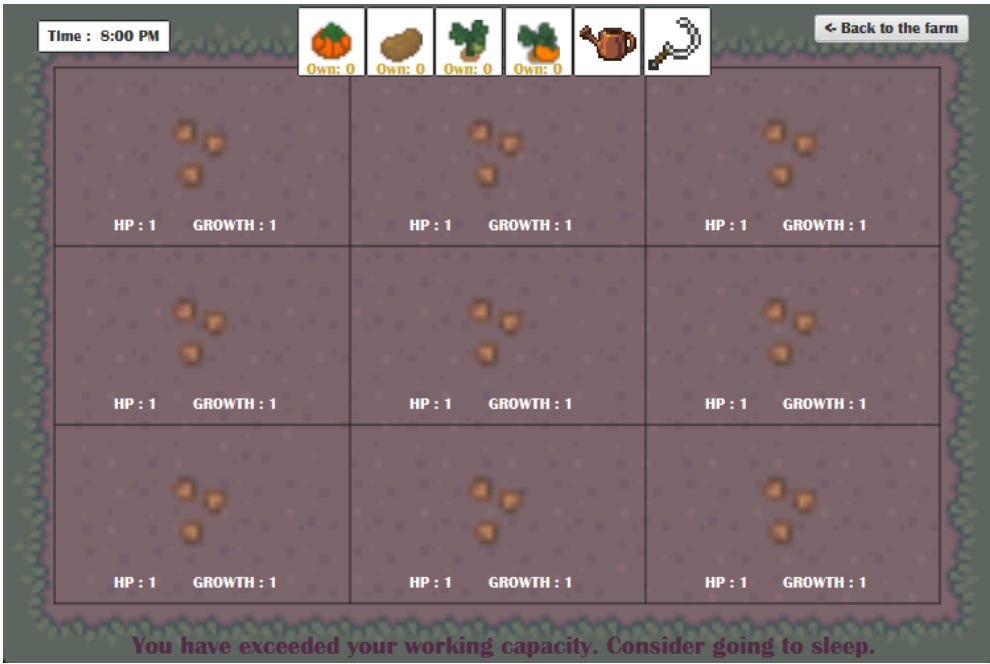 Time : 8:00 PM
Own: 0 Own: 0 Own: 0 Own: 0
<- Back to the farm
HP : 1 GROWTH : 1 HP : 1 GROWTH : 1 HP : 1 GROWTH : 1
HP : 1 GROWTH : 1 HP : 1 GROWTH : 1 HP : 1 GROWTH : 1
HP : 1 GROWTH : 1 HP : 1 GROWTH : 1 HP : 1 GROWTH : 1
You have exceeded your working capacity. Consider going to sleep.